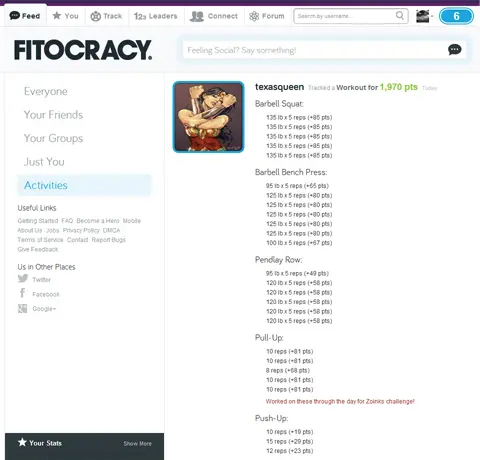 Feed
You
Track
123 Leaders
Connect
Forum
Search by username...
6
FITOCRACY.
Feeling Social? Say something!
Everyone
Your Friends
Your Groups
Just You
Activities
Useful Links
Getting Started FAQ Become a Hero Mobile
About Us Jobs Privacy Policy DMCA
Terms of Service Contact Report Bugs
Give Feedback
Us in Other Places
Twitter
Facebook
Google+
Your Stats
Show More
texasqueen Tracked a Workout for 1,970 pts Today
Barbell Squat:
135 lb x 5 reps (+85 pts)
135 lb x 5 reps (+85 pts)
135 lb x 5 reps (+85 pts)
135 lb x 5 reps (+85 pts)
135 lb x 5 reps (+85 pts)
Barbell Bench Press:
95 lb x 5 reps (+65 pts)
125 lb x 5 reps (+80 pts)
125 lb x 5 reps (+80 pts)
125 lb x 5 reps (+80 pts)
125 lb x 5 reps (+80 pts)
125 lb x 5 reps (+80 pts)
100 lb x 5 reps (+67 pts)
Pendlay Row:
95 lb x 5 reps (+49 pts)
120 lb x 5 reps (+58 pts)
120 lb x 5 reps (+58 pts)
120 lb x 5 reps (+58 pts)
120 lb x 5 reps (+58 pts)
120 lb x 5 reps (+58 pts)
Pull-Up:
10 reps (+81 pts)
10 reps (+81 pts)
8 reps (+68 pts)
10 reps (+81 pts)
10 reps (+81 pts)
Worked on these through the day for Zoinks challenge!
Push-Up:
10 reps (+19 pts)
15 reps (+29 pts)
12 reps (+23 pts)